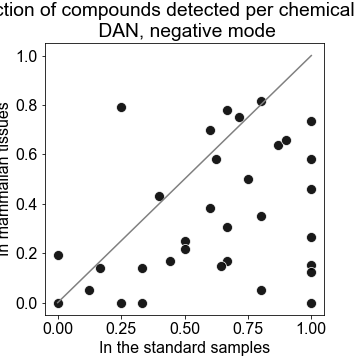 ction of compounds detected per chemical
DAN, negative mode
1.0
0.8
0.6
0.4
0.2
0.0
In mammalian tissues
0.00 0.25 0.50 0.75 1.00
In the standard samples